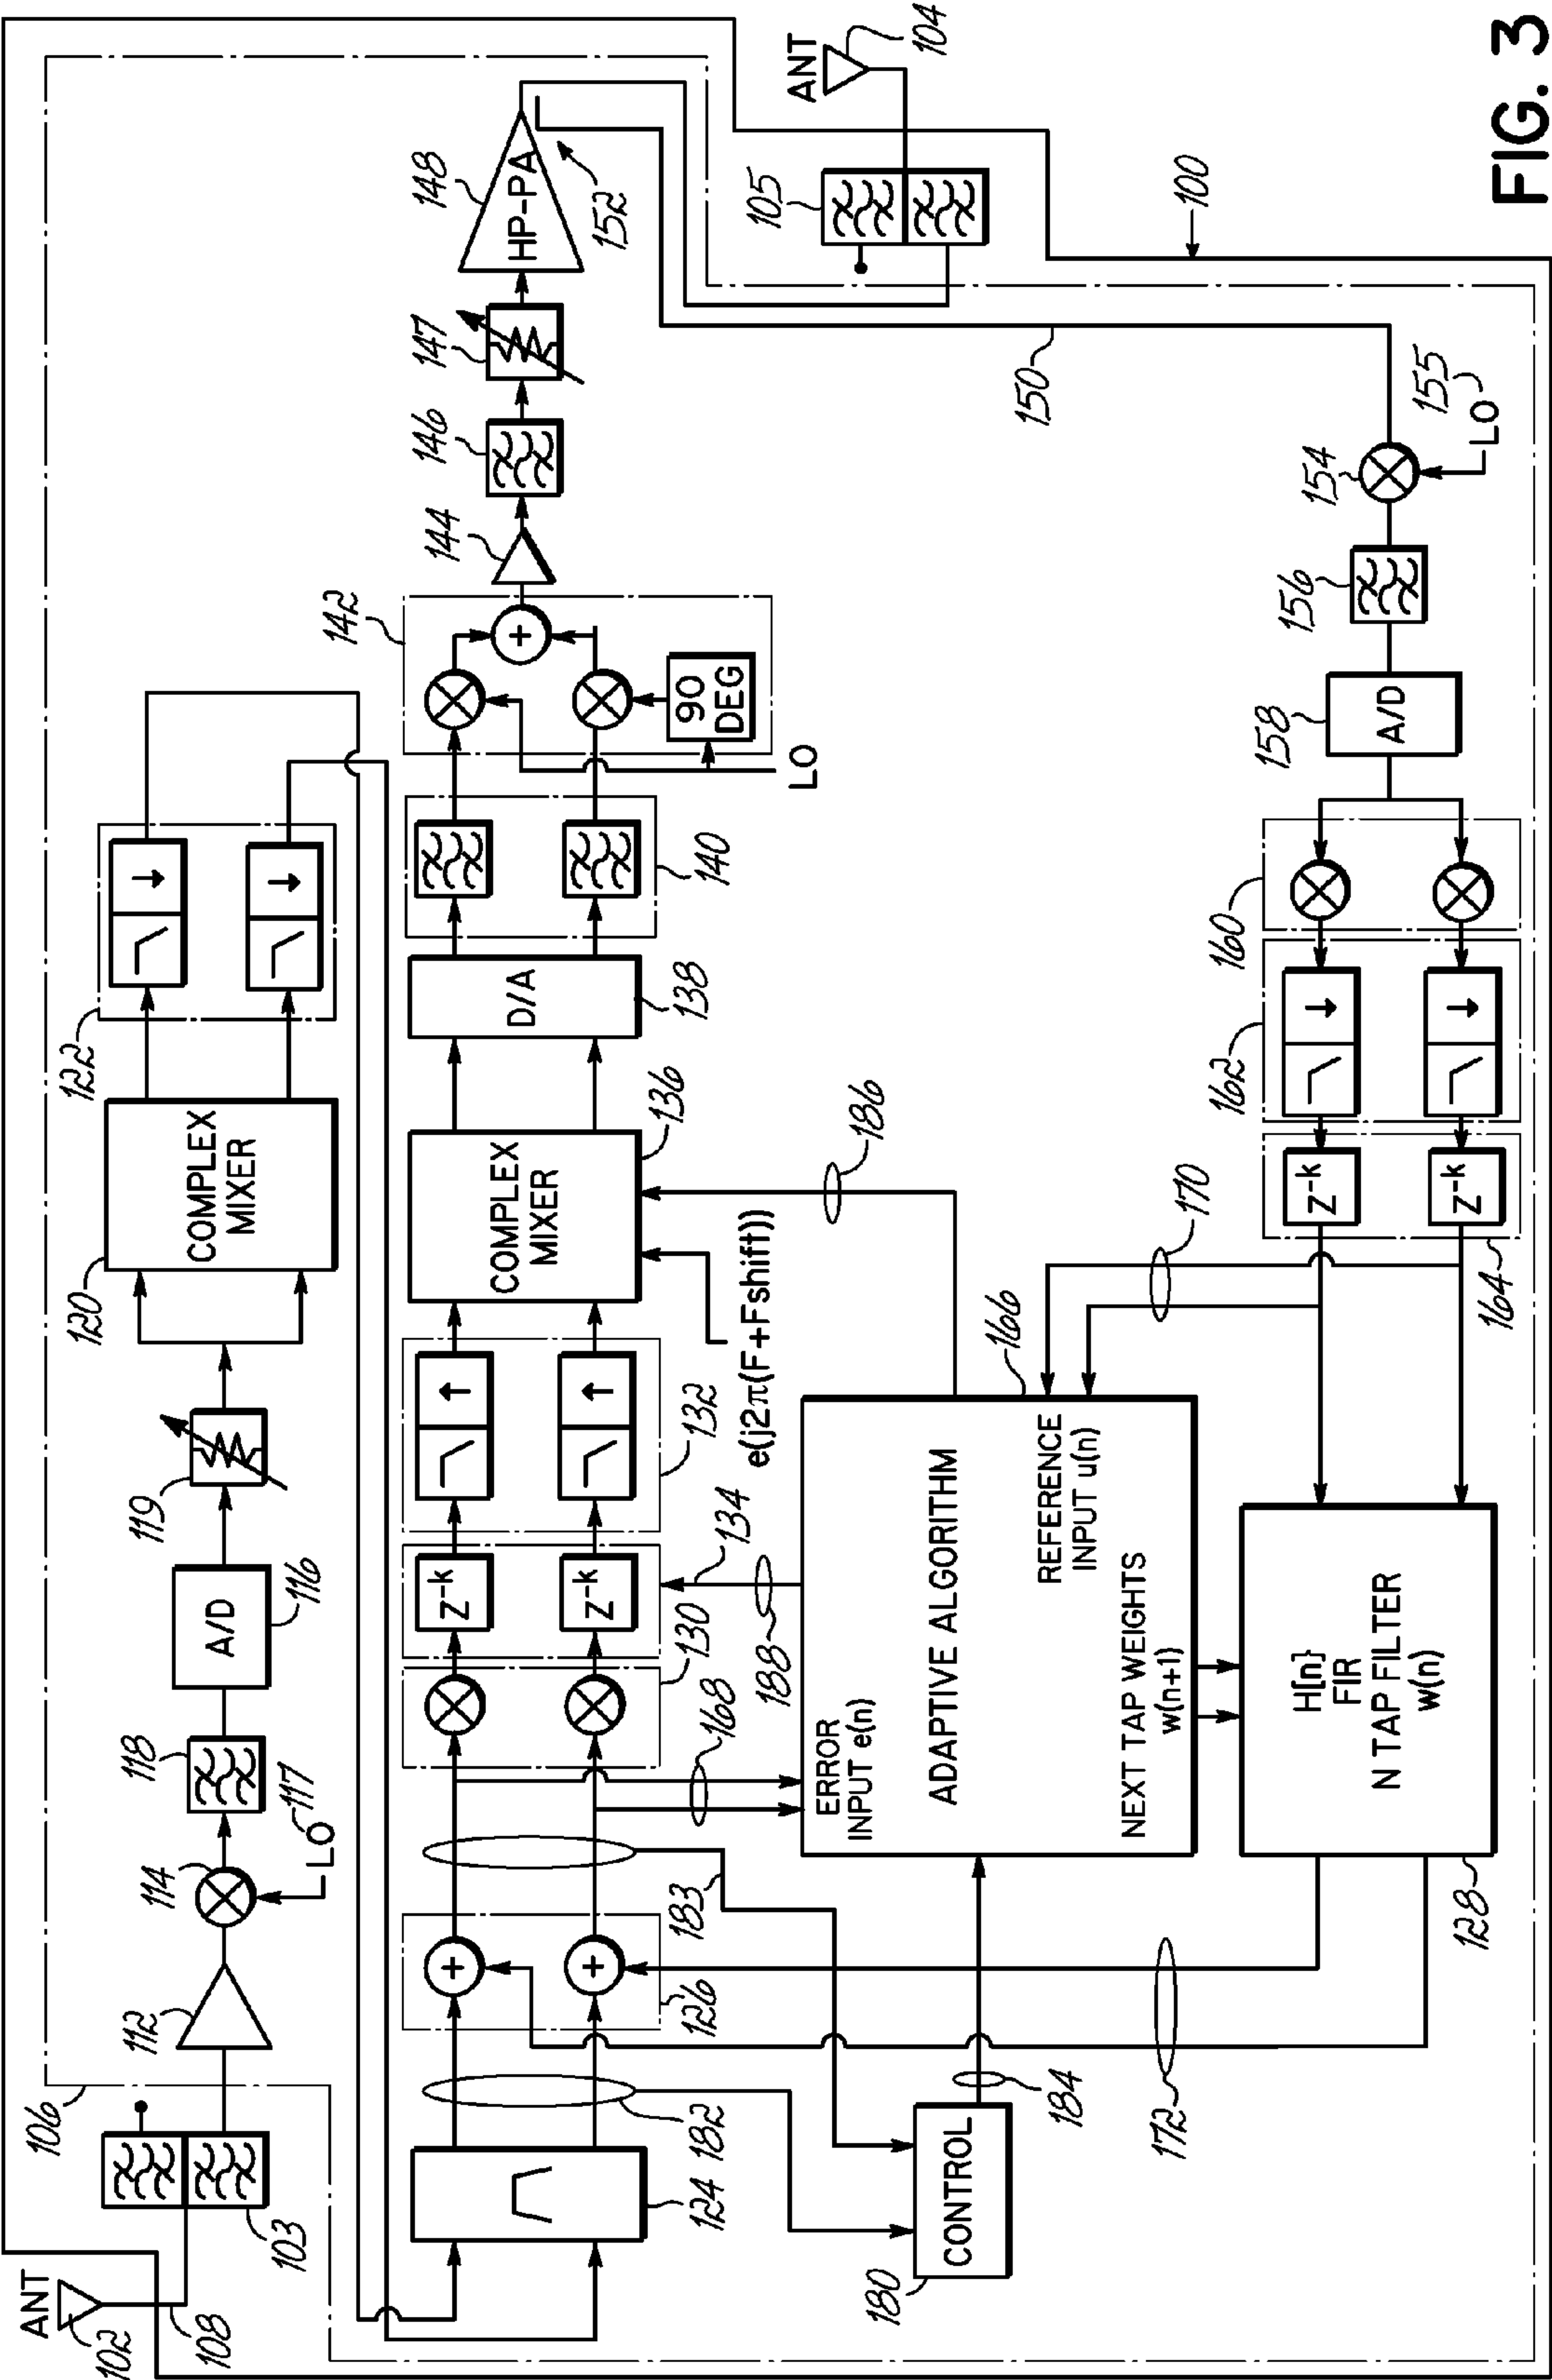 ANT
102
108
103
106
112
114
LO
117
118
A/D
116
119
120
COMPLEX
MIXER
122
124
182
126
183
168
130
Z-k
Z-k
188
134
132
COMPLEX
MIXER
136
e(j2π(F+Fshift))
186
D/A
138
140
142
90
DEG
LO
144
146
147
HP-PA
148
152
105
ANT
104
100
150
LO
155
154
156
A/D
158
160
162
Z-k
Z-k
164
170
166
ERROR
INPUT e(n)
ADAPTIVE ALGORITHM
REFERENCE
INPUT u(n)
NEXT TAP WEIGHTS
w(n+1)
H[n}
FIR
N TAP FILTER
w(n)
128
172
184
CONTROL
180
FIG. 3